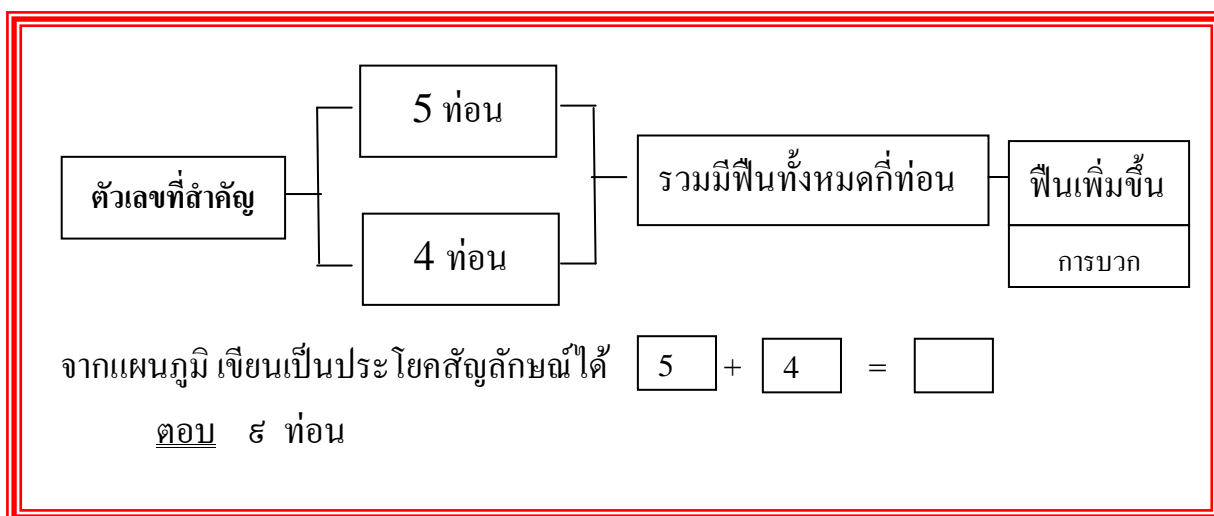 5 ท่อน
ตัวเลขที่สำคัญ
4 ท่อน
รวมมีฟืนทั้งหมดกี่ท่อน
ฟืนเพิ่มขึ้น
การบวก
จากแผนภูมิ เขียนเป็นประโยคสัญลักษณ์ได้ 5 + 4 =
ตอบ ๙ ท่อน